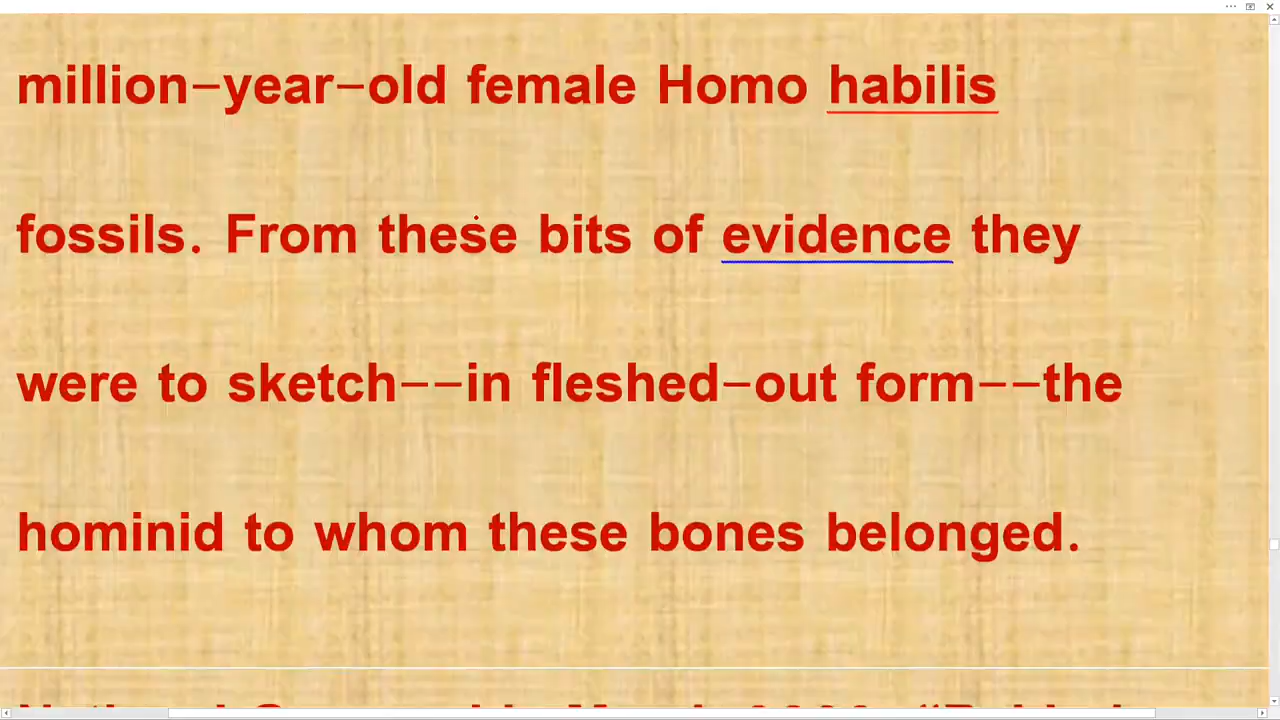 million-year-old female Homo habilis
fossils. From these bits of evidence they
were to sketch--in fleshed-out form--the
hominid to whom these bones belonged.